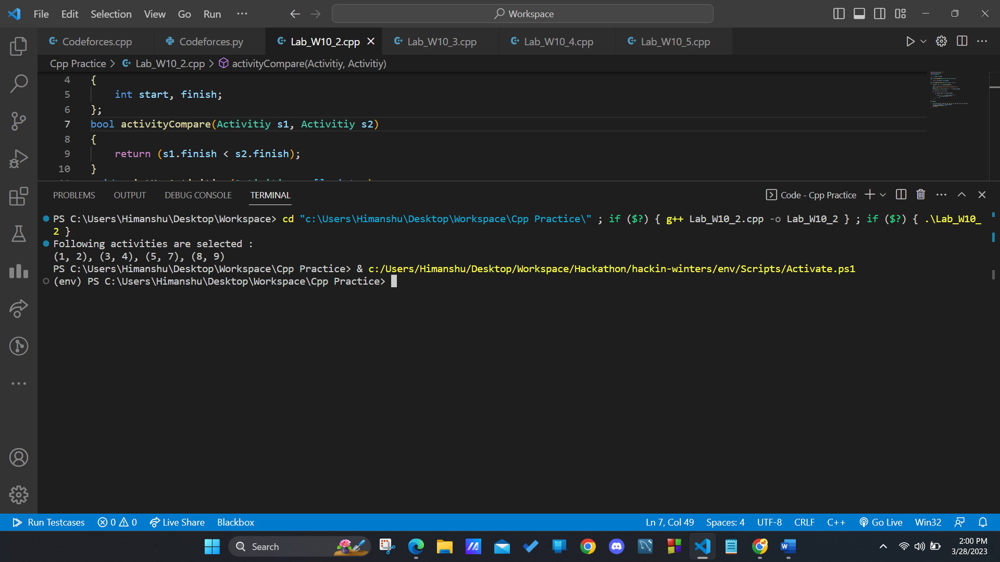 File Edit Selection View Go Run ··· Workspace
Codeforces.cpp Codeforces.py Lab_W10_2.cpp Lab_W10_3.cpp Lab_W10_4.cpp Lab_W10_5.cpp
Cpp Practice > Lab_W10_2.cpp > activityCompare(Activitiy, Activitiy)
4 {
5 int start, finish;
6 };
7 bool activityCompare(Activitiy s1, Activitiy s2)
8 {
9 return (s1.finish < s2.finish);
10 }
PROBLEMS OUTPUT DEBUG CONSOLE TERMINAL Code - Cpp Practice
PS C:\Users\Himanshu\Desktop\Workspace> cd "c:\Users\Himanshu\Desktop\Workspace\Cpp Practice\" ; if ($?) { g++ Lab_W10_2.cpp -o Lab_W10_2 } ; if ($?) { .\Lab_W10_
2 }
Following activities are selected :
(1, 2), (3, 4), (5, 7), (8, 9)
PS C:\Users\Himanshu\Desktop\Workspace\Cpp Practice> & c:/Users/Himanshu/Desktop/Workspace/Hackathon/hackin-winters/env/Scripts/Activate.ps1
(env) PS C:\Users\Himanshu\Desktop\Workspace\Cpp Practice>
Run Testcases 0 0 Live Share Blackbox Ln 7, Col 49 Spaces: 4 UTF-8 CRLF C++ Go Live Win32
Search 2:00 PM
3/28/2023